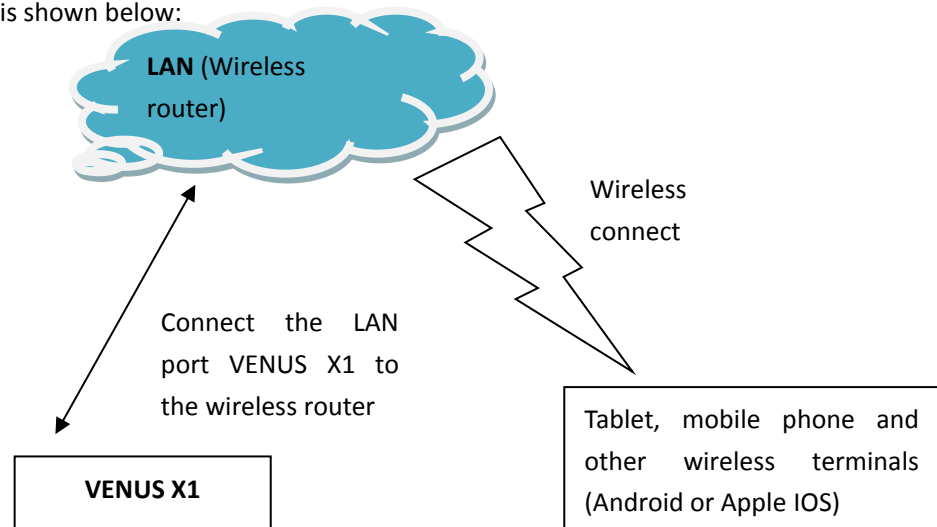 is shown below:
LAN (Wireless
router)
Wireless
connect
Connect the LAN
port VENUS X1 to
the wireless router
VENUS X1
Tablet, mobile phone and
other wireless terminals
(Android or Apple IOS)